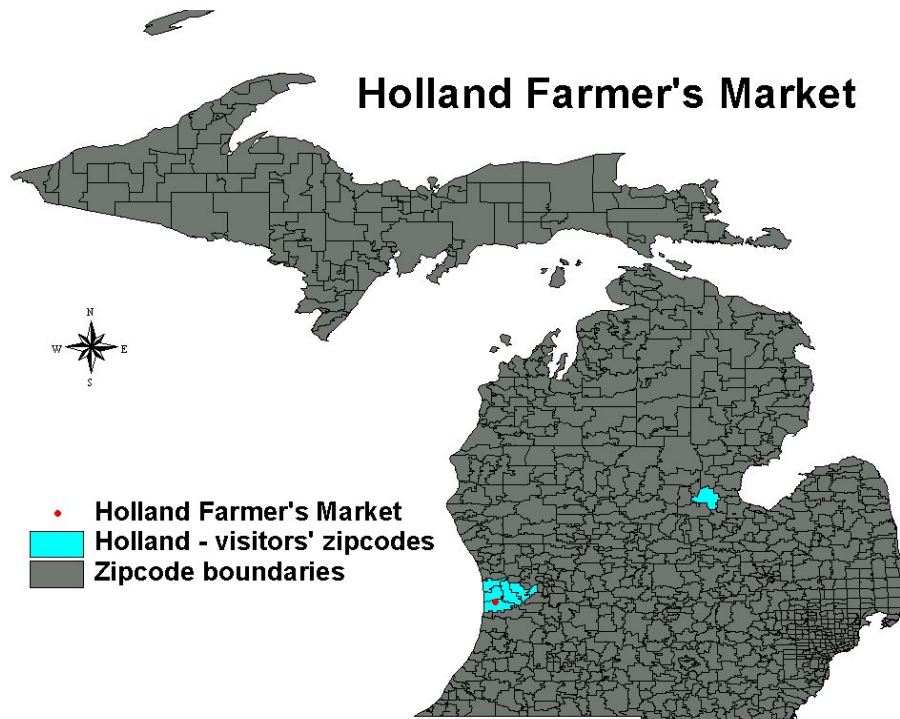 Holland Farmer's Market
N
W E
S
Holland Farmer's Market
Holland - visitors' zipcodes
Zipcode boundaries